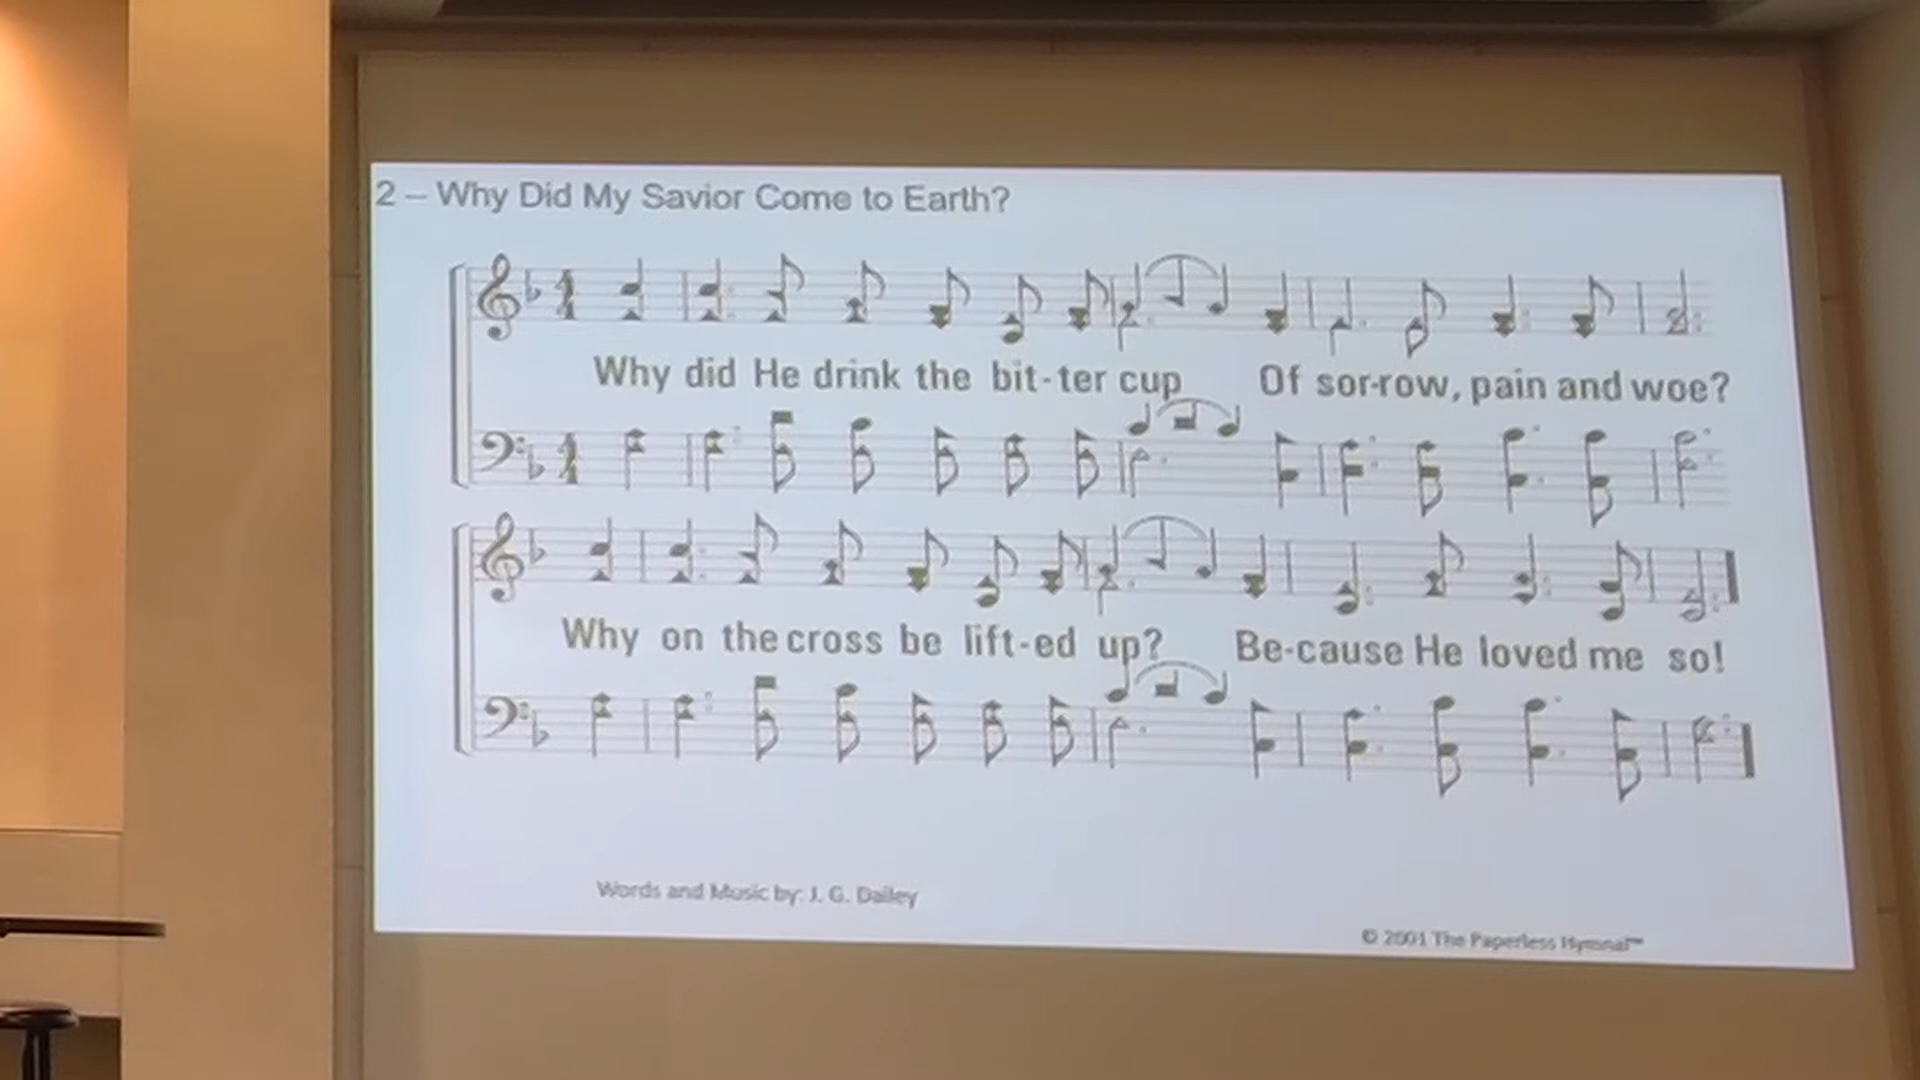 2 – Why Did My Savior Come to Earth?
Why did He drink the bit-ter cup Of sor-row, pain and woe?
Why on the cross be lift-ed up? Be-cause He loved me so!
Words and Music by: J. G. Dailey
© 2001 The Paperless Hymnal™